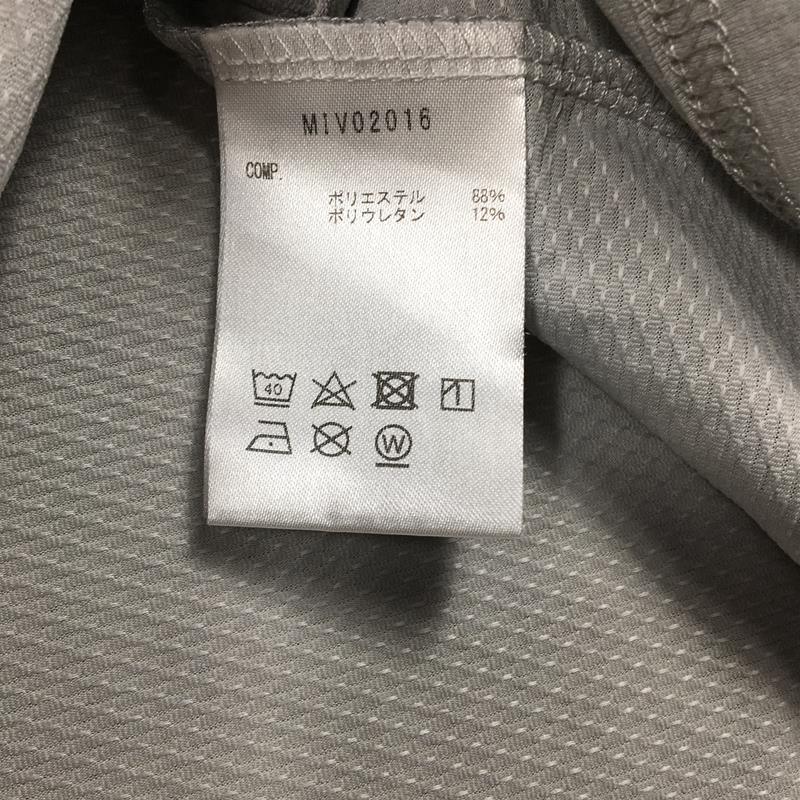 MIV02016
COMP.
ポリエステル 88%
ポリウレタン 12%
40
W